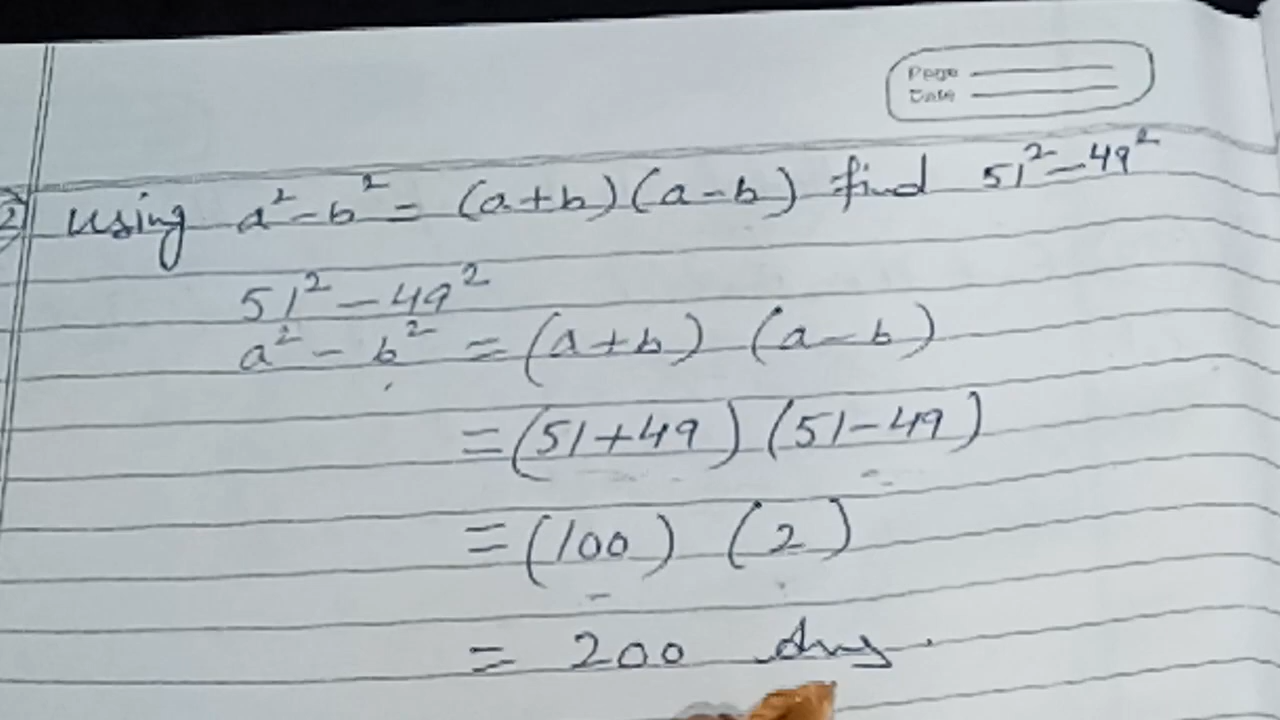 Page
Date
2) using a² - b² = (a+b) (a-b) find 51² - 49²
51² - 49²
a² - b² = (a+b) (a-b)
= (51+49) (51-49)
= (100) (2)
= 200 Ans.